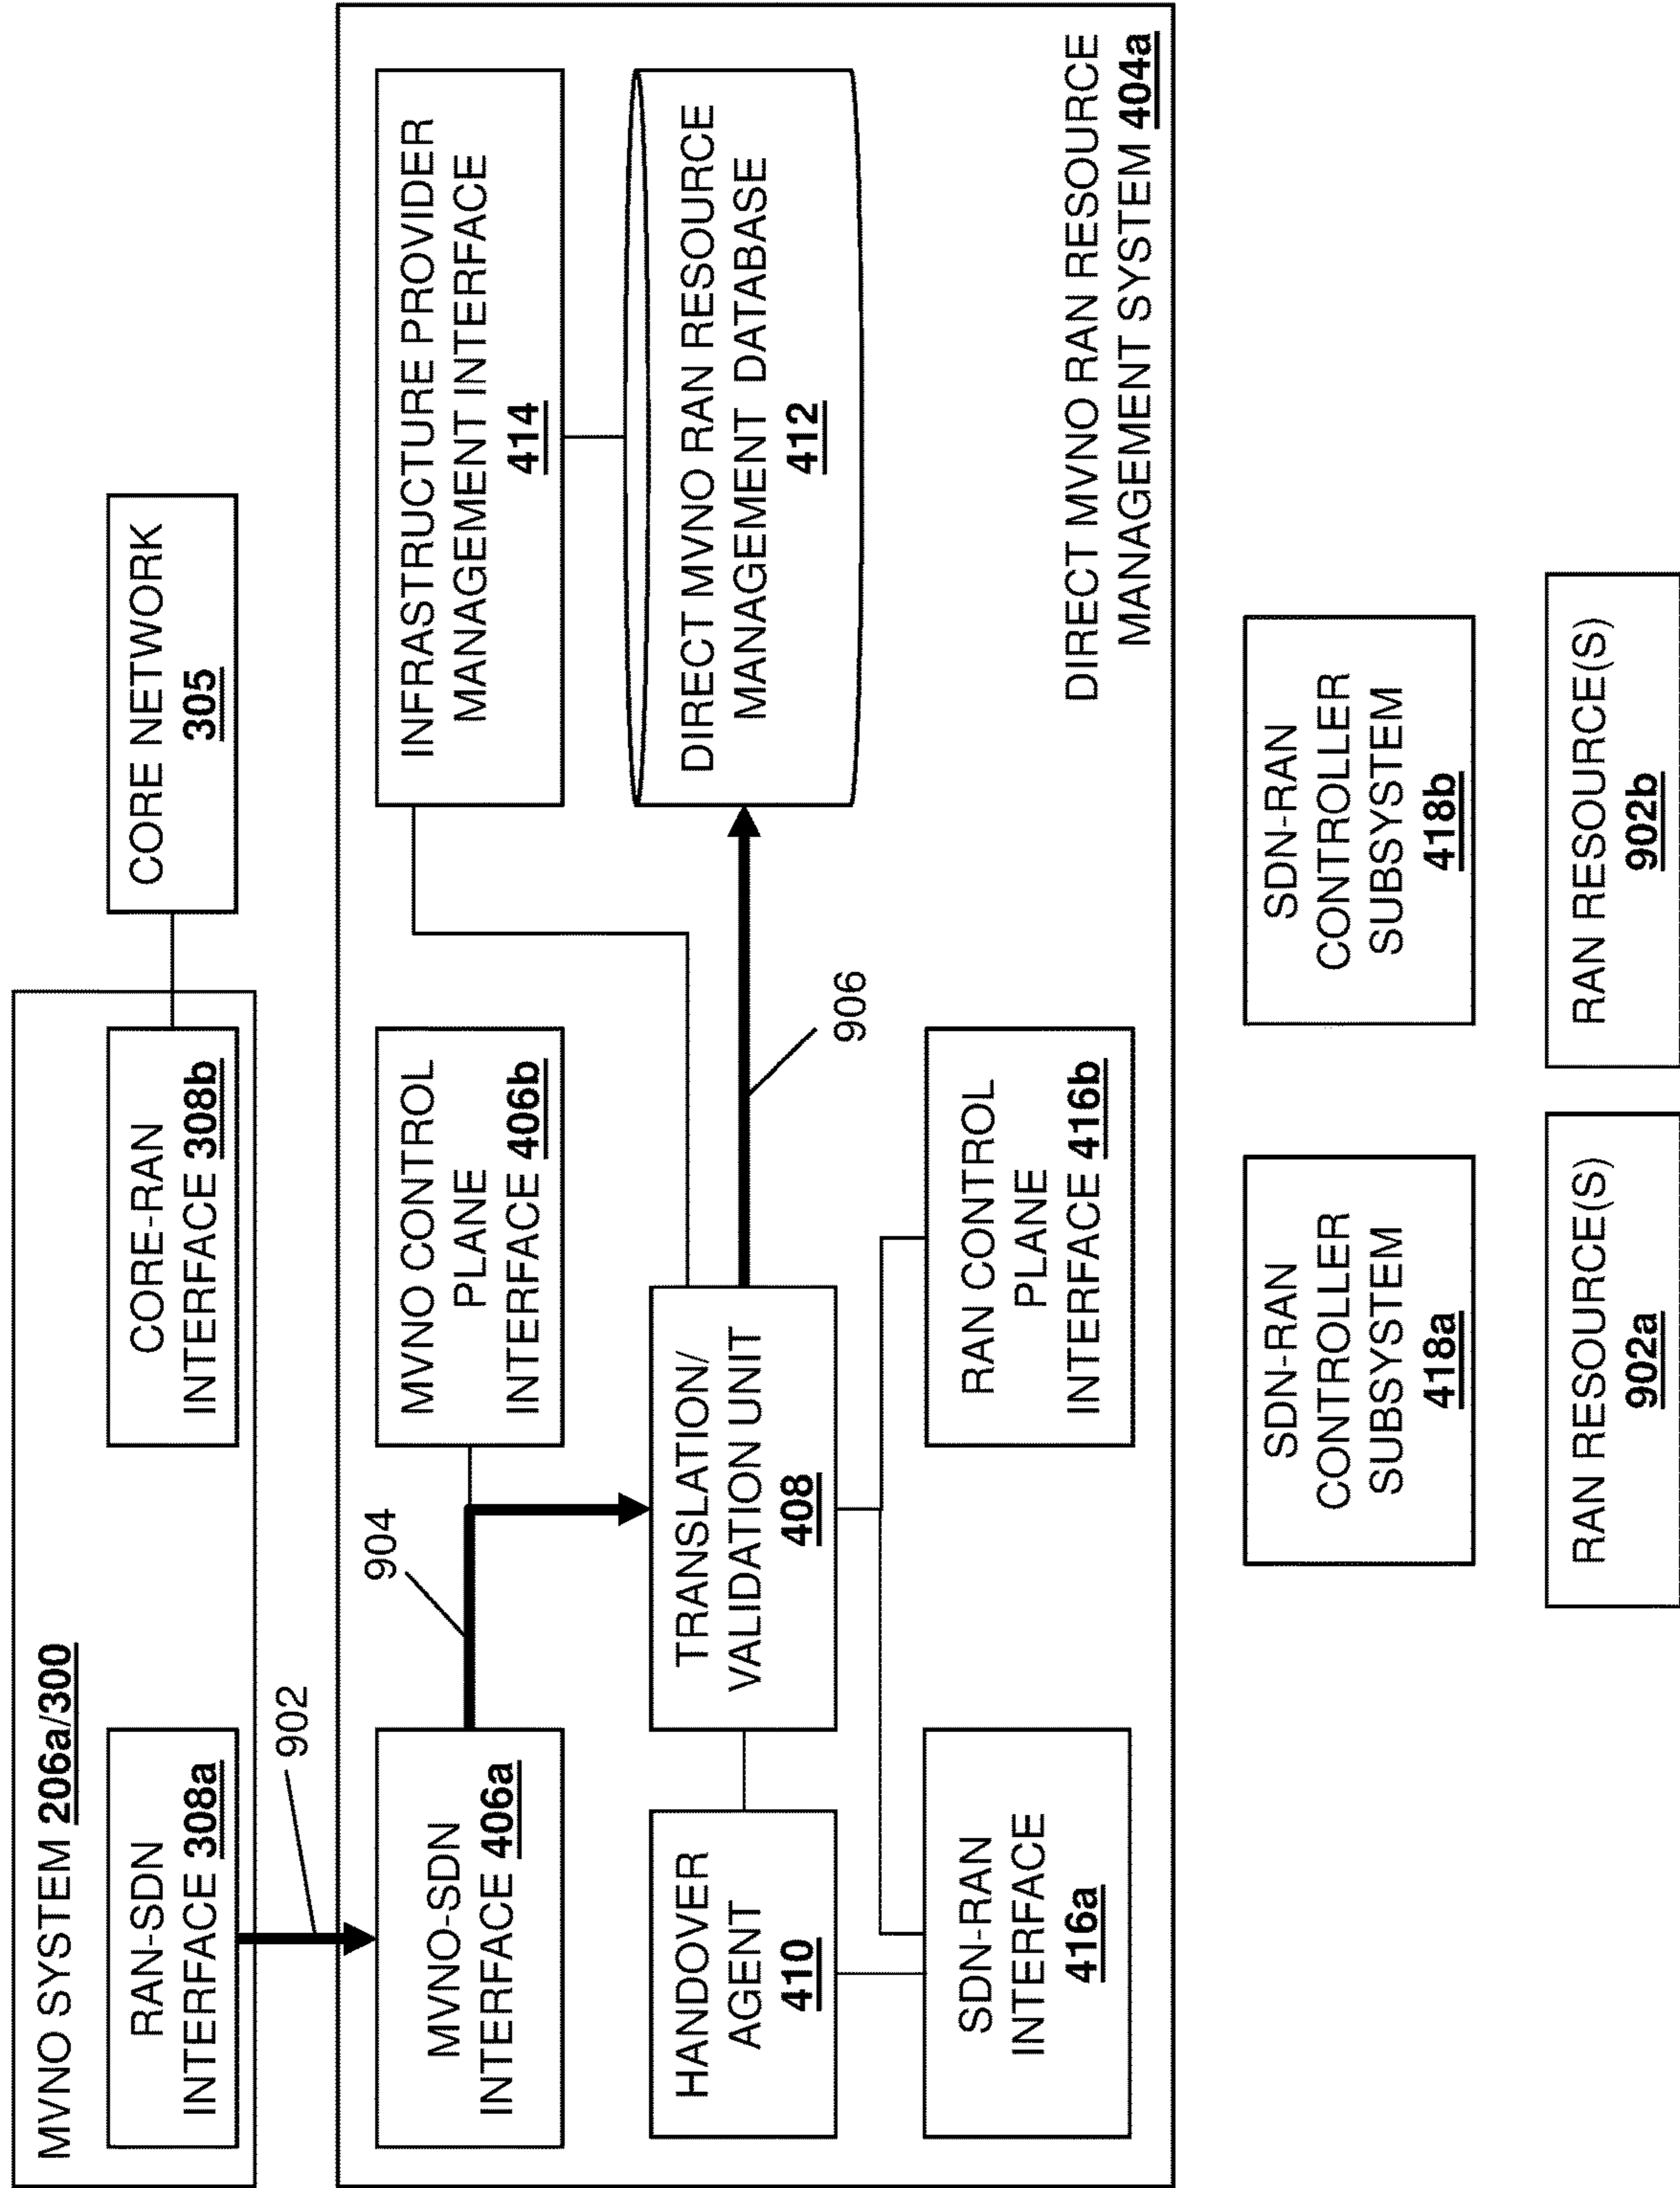 MVNO SYSTEM 206a/300
RAN-SDN
INTERFACE 308a
CORE-RAN
INTERFACE 308b
CORE NETWORK
305
902
MVNO-SDN
INTERFACE 406a
904
MVNO CONTROL
PLANE
INTERFACE 406b
INFRASTRUCTURE PROVIDER
MANAGEMENT INTERFACE
414
HANDOVER
AGENT
410
TRANSLATION/
VALIDATION UNIT
408
906
DIRECT MVNO RAN RESOURCE
MANAGEMENT DATABASE
412
SDN-RAN
INTERFACE
416a
RAN CONTROL
PLANE
INTERFACE 416b
DIRECT MVNO RAN RESOURCE
MANAGEMENT SYSTEM 404a
SDN-RAN
CONTROLLER
SUBSYSTEM
418a
SDN-RAN
CONTROLLER
SUBSYSTEM
418b
RAN RESOURCE(S)
902a
RAN RESOURCE(S)
902b